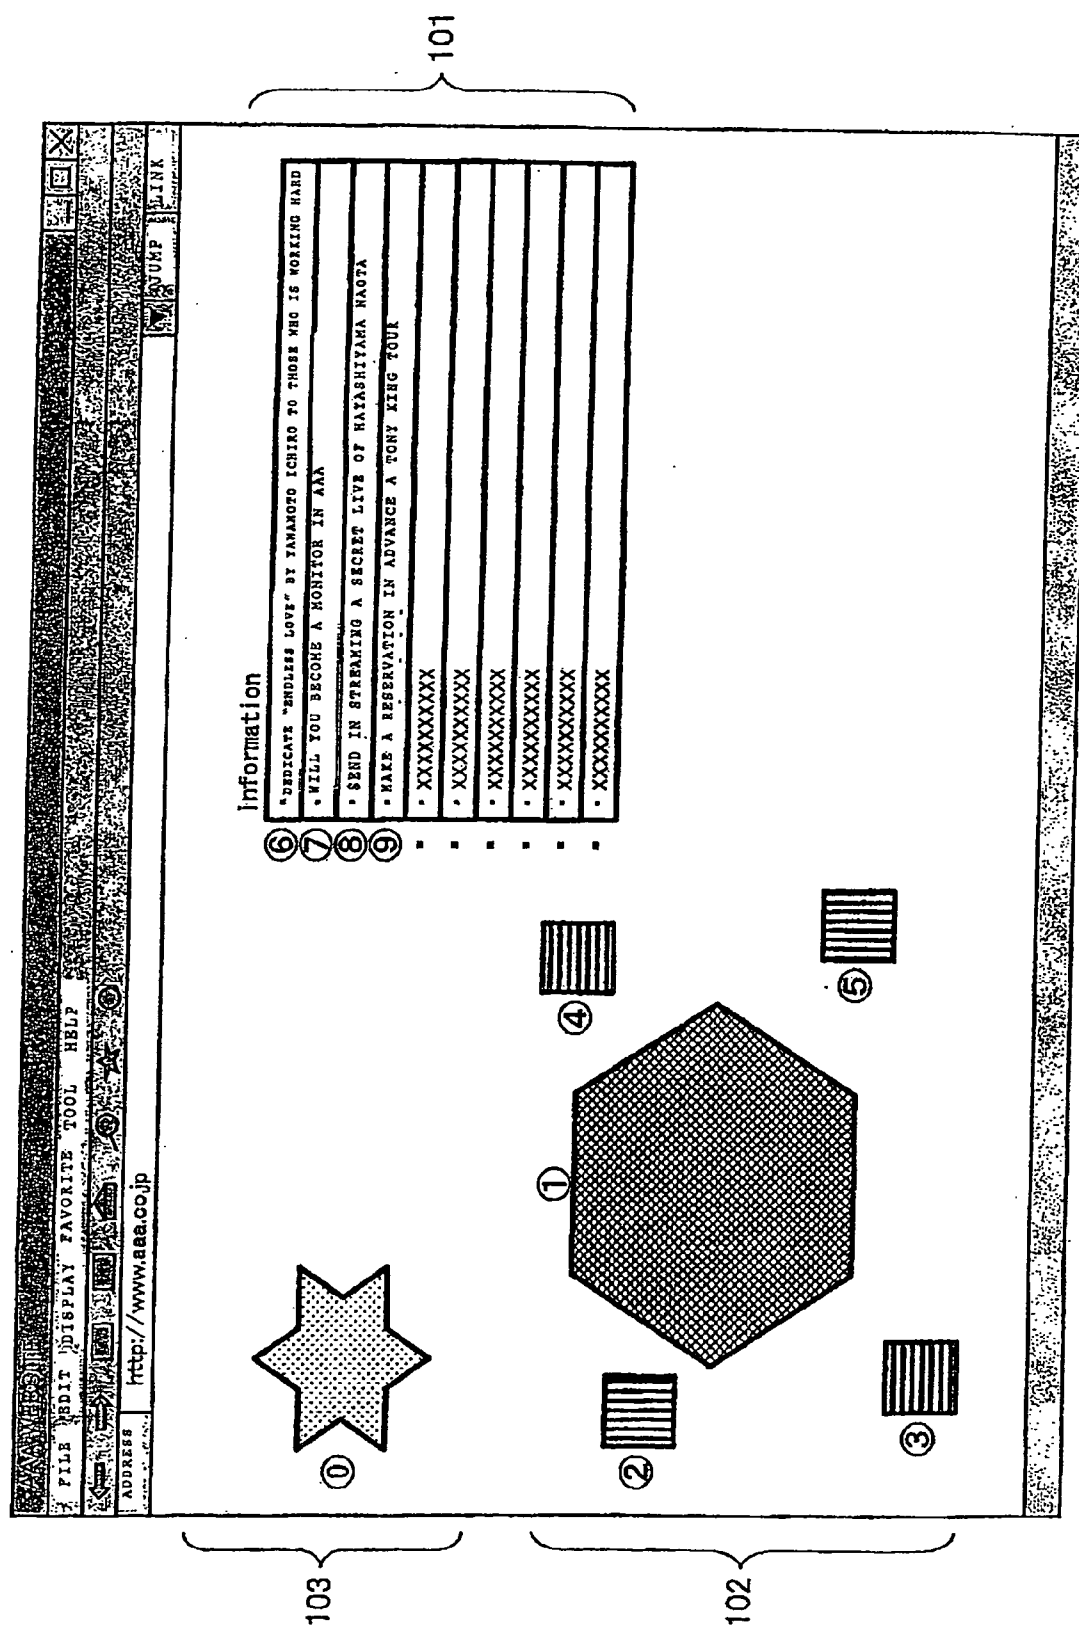 FILE EDIT DISPLAY FAVORITE TOOL HELP
ADDRESS http://www.aaa.co.jp JUMP LINK
103
101
102
Information
⓪
①
②
③
④
⑤
⑥ "DEDICATE "ENDLESS LOVE" BY YAMAMOTO ICHIRO TO THOSE WHO IS WORKING HARD
⑦ ▪ WILL YOU BECOME A MONITOR IN AAA
⑧ ▪ SEND IN STREAMING A SECRET LIVE OF HAYASHIYAMA NAOTA
⑨ ▪ MAKE A RESERVATION IN ADVANCE A TONY KING TOUR
▪ XXXXXXXXXX
▪ XXXXXXXXXX
▪ XXXXXXXXXX
▪ XXXXXXXXXX
▪ XXXXXXXXXX
▪ XXXXXXXXXX